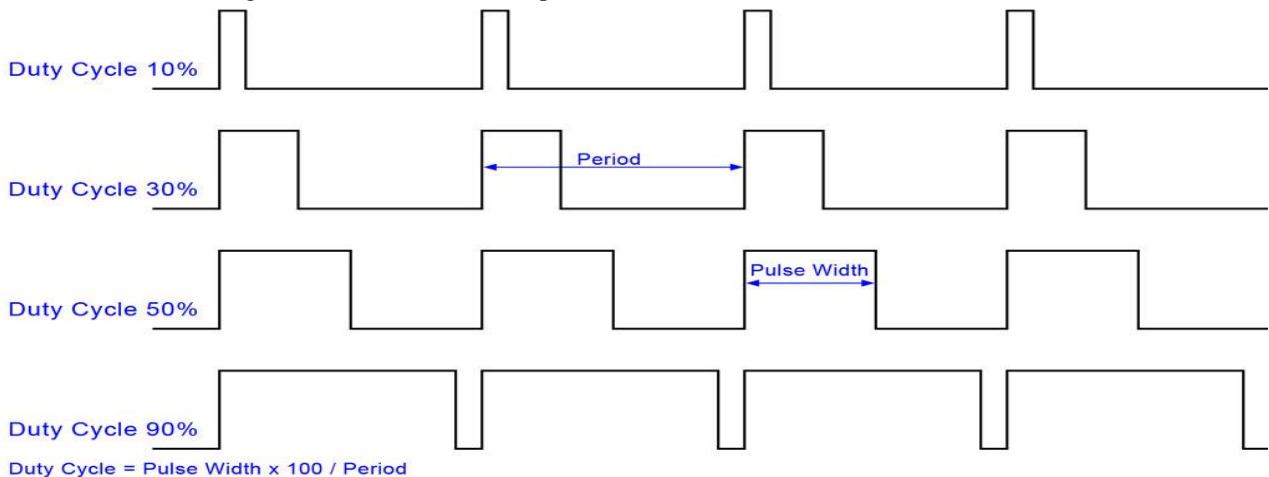 Duty Cycle 10%
Period
Duty Cycle 30%
Pulse Width
Duty Cycle 50%
Duty Cycle 90%
Duty Cycle = Pulse Width x 100 / Period